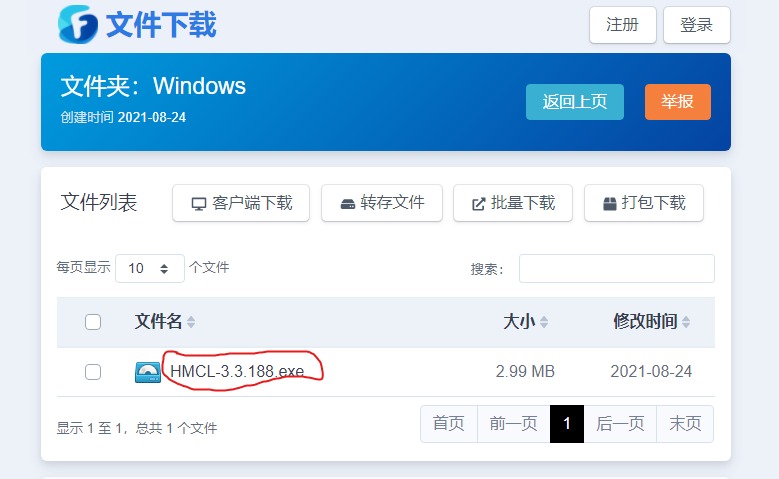 文件下载
注册
登录
文件夹：Windows
创建时间 2021-08-24
返回上页
举报
文件列表
客户端下载
转存文件
批量下载
打包下载
每页显示 10 个文件
搜索：
文件名 大小 修改时间
HMCL-3.3.188.exe 2.99 MB 2021-08-24
显示 1 至 1，总共 1 个文件
首页 前一页 1 后一页 末页